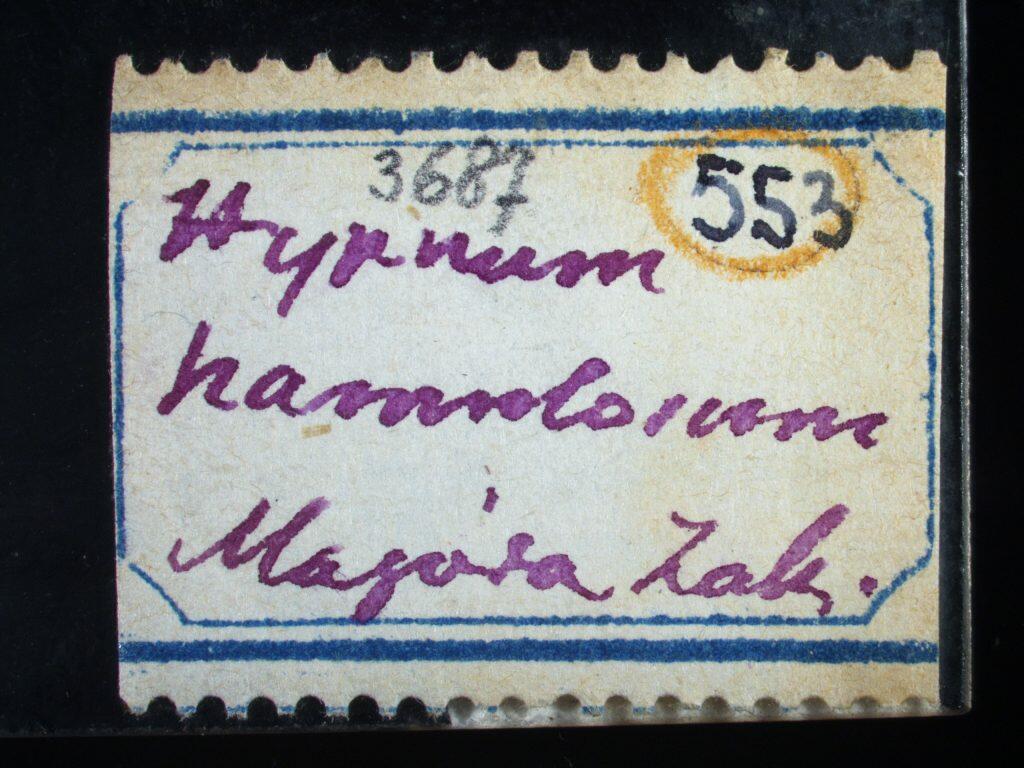 3687 553
Hypnum
hamulosum
Magóra Zak.